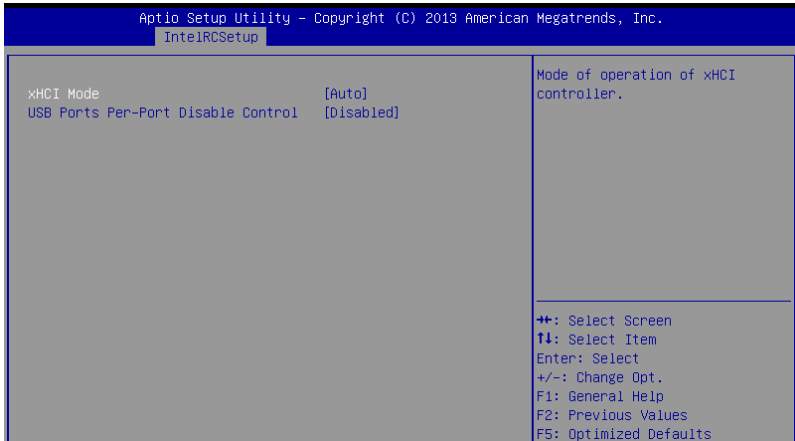 Aptio Setup Utility – Copyright (C) 2013 American Megatrends, Inc.
IntelRCSetup
xHCI Mode [Auto]
USB Ports Per-Port Disable Control [Disabled]
Mode of operation of xHCI
controller.
→←: Select Screen
↑↓: Select Item
Enter: Select
+/-: Change Opt.
F1: General Help
F2: Previous Values
F5: Optimized Defaults